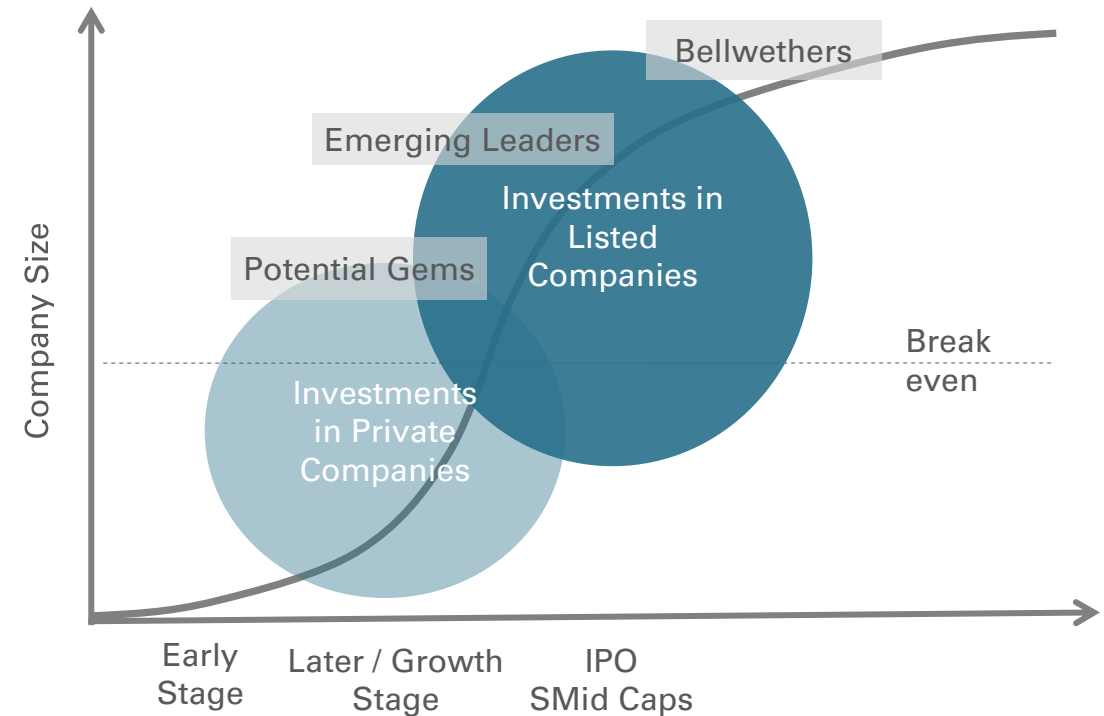 Bellwethers
Emerging Leaders
Investments in
Listed
Companies
Potential Gems
Company Size
Break
even
Investments
in Private
Companies
Early
Stage
Later / Growth
Stage
IPO
SMid Caps